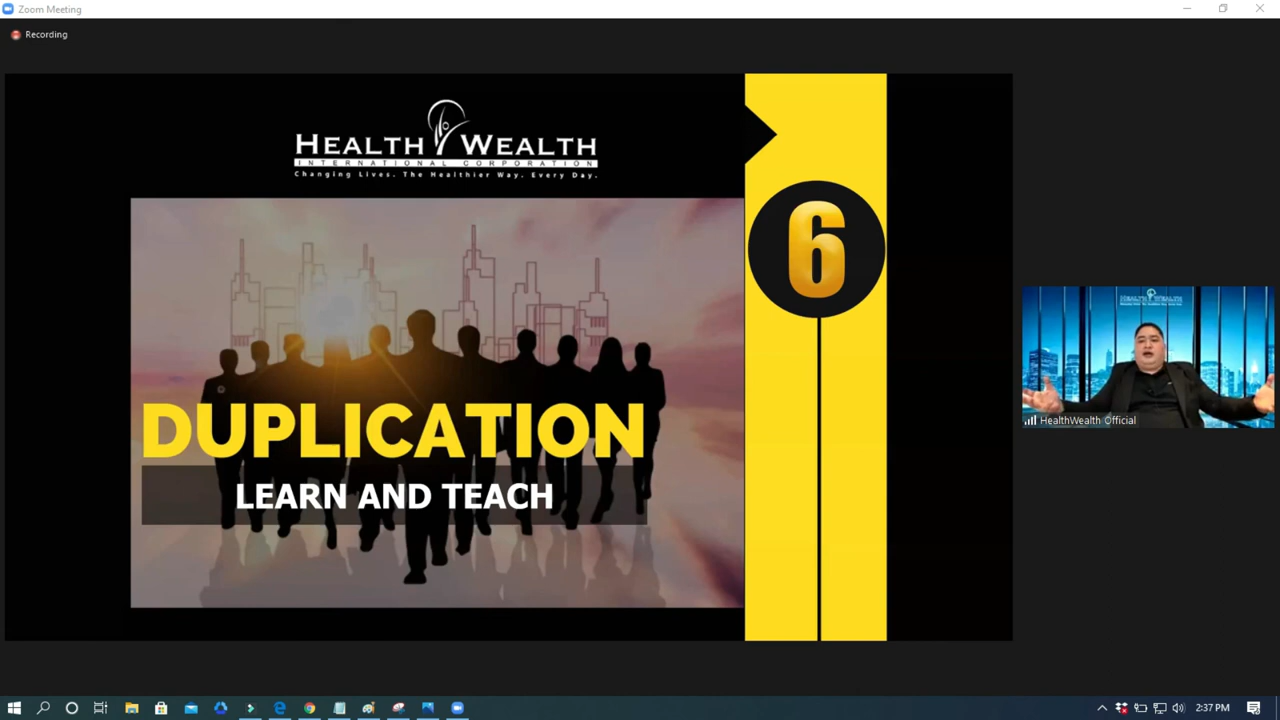 Zoom Meeting
Recording
HEALTH WEALTH
INTERNATIONAL CORPORATION
Changing Lives. The Healthier Way. Every Day.
6
DUPLICATION
LEARN AND TEACH
HealthWealth Official
2:37 PM